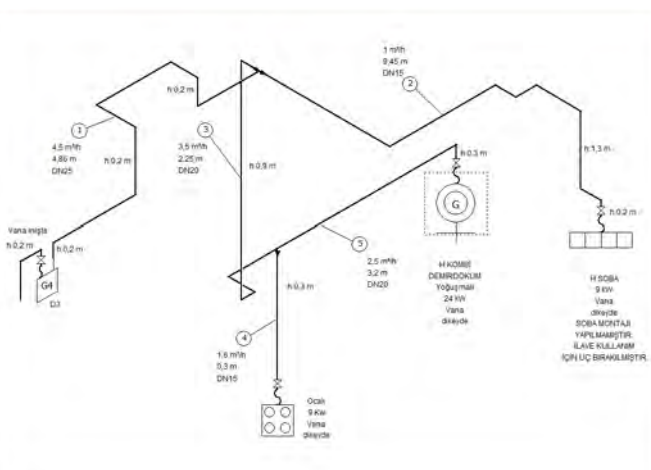 1
4,5 m³/h
4,86 m
DN25
h:0,2 m
h:0,2 m
h:0,2 m
Vana inişta
h:0,2 m
G4
D3
3
3,5 m³/h
2,25 m
DN20
h:0,9 m
1 m³/h
9,45 m
DN15
2
h:1,3 m
h:0,2 m
H SOBA
9 KW
Vana
dikeyde
SOBA MONTAJI
YAPILMAMIŞTIR.
İLAVE KULLANIM
İÇİN UÇ BIRAKILMIŞTIR.
h:0,3 m
G
H KOMBİ
DEMİRDÖKÜM
Yoğuşmalı
24 KW
Vana
dikeyde
5
2,5 m³/h
3,2 m
DN20
h:0,3 m
4
1,6 m³/h
0,3 m
DN15
Ocak
9 KW
Vana
dikeyde